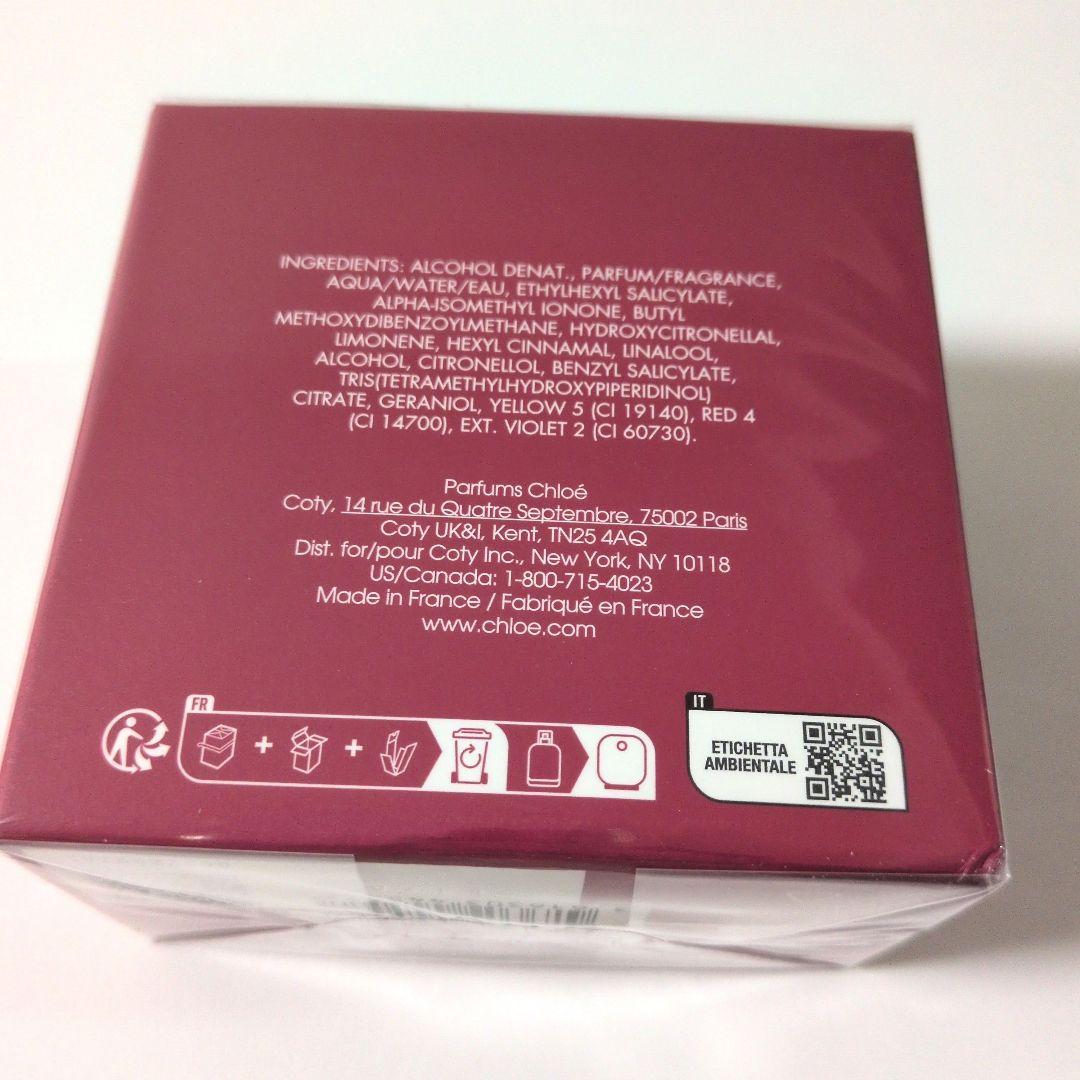 INGREDIENTS: ALCOHOL DENAT., PARFUM/FRAGRANCE,
AQUA/WATER/EAU, ETHYLHEXYL SALICYLATE,
ALPHA-ISOMETHYL IONONE, BUTYL
METHOXYDIBENZOYLMETHANE, HYDROXYCITRONELLAL,
LIMONENE, HEXYL CINNAMAL, LINALOOL,
ALCOHOL, CITRONELLOL, BENZYL SALICYLATE,
TRIS(TETRAMETHYLHYDROXYPIPERIDINOL)
CITRATE, GERANIOL, YELLOW 5 (CI 19140), RED 4
(CI 14700), EXT. VIOLET 2 (CI 60730).
Parfums Chloé
Coty, 14 rue du Quatre Septembre, 75002 Paris
Coty UK&I, Kent, TN25 4AQ
Dist. for/pour Coty Inc., New York, NY 10118
US/Canada: 1-800-715-4023
Made in France / Fabriqué en France
www.chloe.com
FR
IT
ETICHETTA
AMBIENTALE